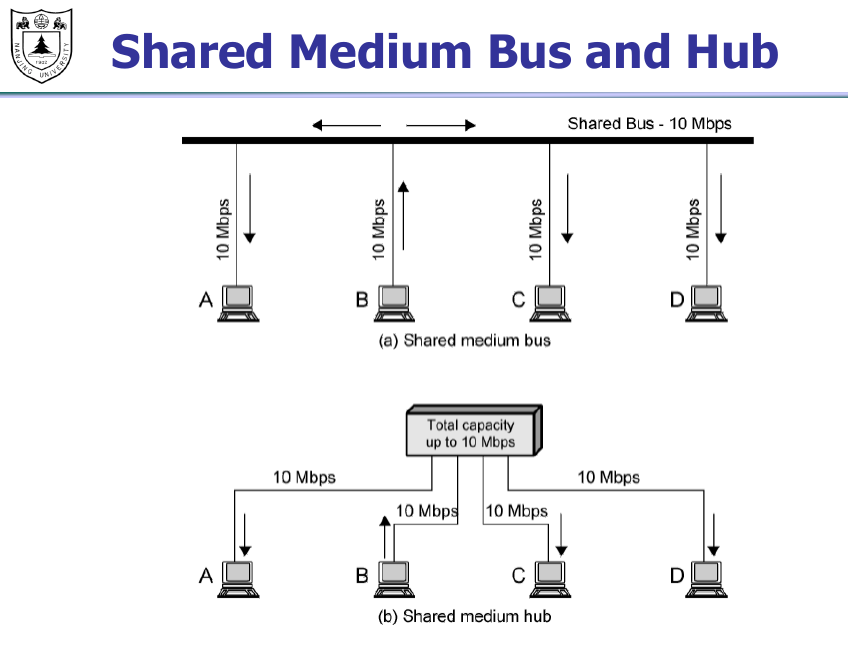 NANJING UNIVERSITY
1902
Shared Medium Bus and Hub
Shared Bus - 10 Mbps
10 Mbps
10 Mbps
10 Mbps
10 Mbps
A
B
C
D
(a) Shared medium bus
Total capacity
up to 10 Mbps
10 Mbps
10 Mbps
10 Mbps
10 Mbps
A
B
C
D
(b) Shared medium hub